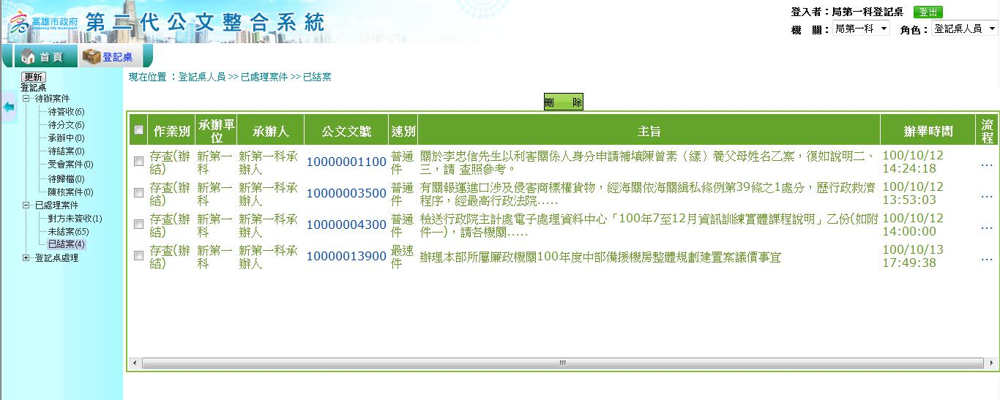 高雄市政府
Kaohsiung City Government
第二代公文整合系統
登入者：局第一科登記桌 登出
機 關：局第一科 角色：登記桌人員
首頁 登記桌
更新
登記桌
待辦案件
待簽收(6)
待分文(6)
承辦中(0)
待結案(0)
受會案件(0)
待歸檔(0)
陳核案件(0)
已處理案件
對方未簽收(1)
未結案(65)
已結案(4)
登記桌處理
現在位置：登記桌人員>>已處理案件>>已結案
刪 除
作業別 承辦單位 承辦人 公文文號 速別 主旨 辦畢時間 流程
存查(辦結) 新第一科 新第一科承辦人 10000001100 普通件 關於李忠信先生以利害關係人身分申請補填陳曾素（縀）養父母姓名乙案，復如說明二、三，請 查照參考。 100/10/12 14:24:18 ...
存查(辦結) 新第一科 新第一科承辦人 10000003500 普通件 有關報運進口涉及侵害商標權貨物，經海關依海關緝私條例第39條之1處分，歷行政救濟程序，經最高行政法院..... 100/10/12 13:53:03 ...
存查(辦結) 新第一科 新第一科承辦人 10000004300 普通件 檢送行政院主計處電子處理資料中心「100年7至12月資訊訓練實體課程說明」乙份(如附件一)，請各機關..... 100/10/12 14:00:00 ...
存查(辦結) 新第一科 新第一科承辦人 10000013900 最速件 辦理本部所屬廉政機關100年度中部備援機房整體規劃建置案議價事宜 100/10/13 17:49:38 ...